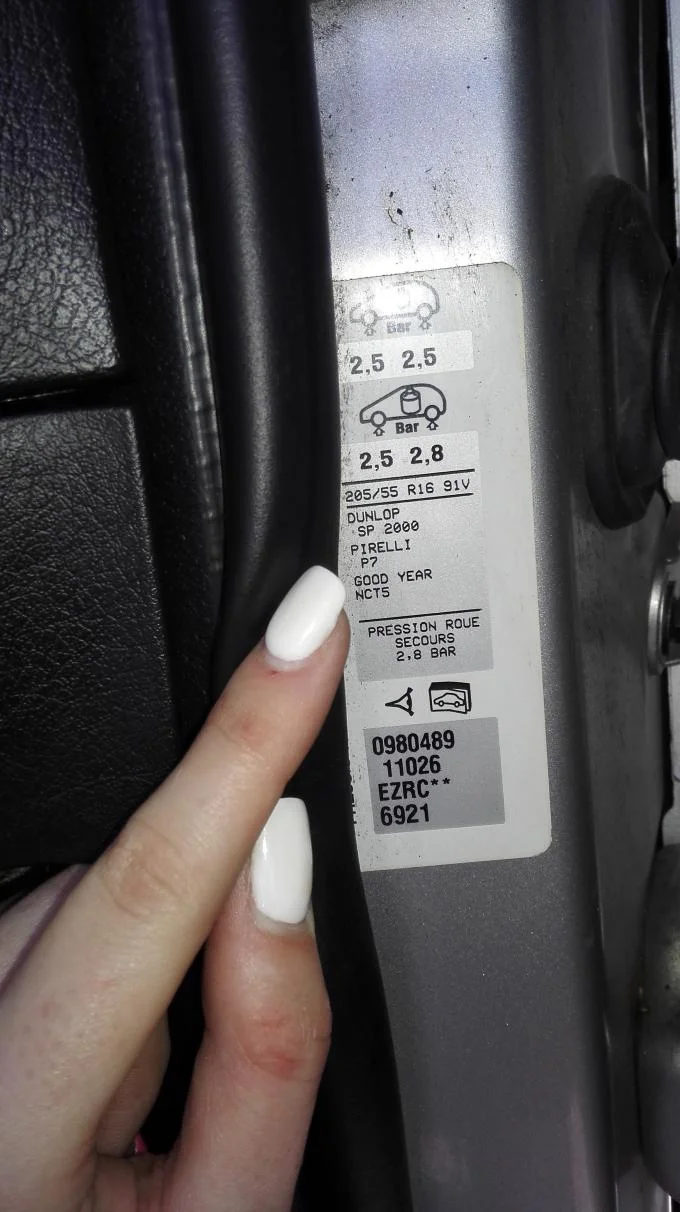 Bar
2,5 2,5
Bar
2,5 2,8
205/55 R16 91V
DUNLOP
SP 2000
PIRELLI
P7
GOOD YEAR
NCT5
PRESSION ROUE
SECOURS
2,8 BAR
0980489
11026
EZRC**
6921